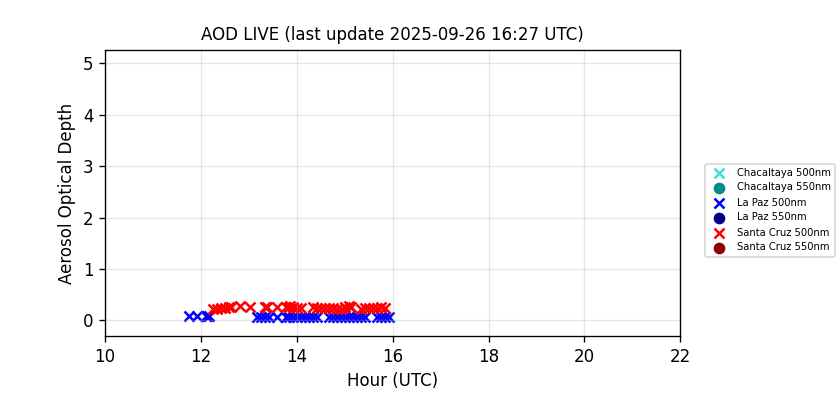 AOD LIVE (last update 2025-09-26 16:27 UTC)
5
4
3
2
1
0
Aerosol Optical Depth
10 12 14 16 18 20 22
Hour (UTC)
Chacaltaya 500nm
Chacaltaya 550nm
La Paz 500nm
La Paz 550nm
Santa Cruz 500nm
Santa Cruz 550nm